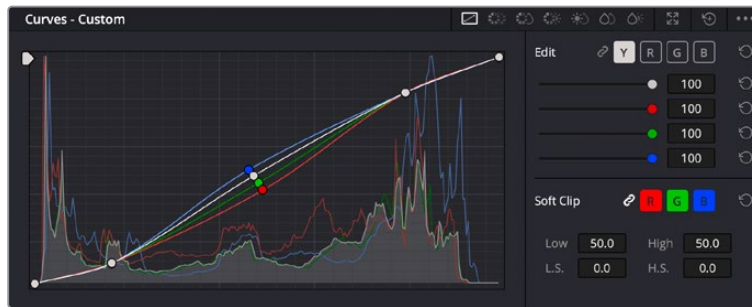 Curves - Custom
Edit Y R G B
100
100
100
100
Soft Clip R G B
Low 50.0 High 50.0
L.S. 0.0 H.S. 0.0